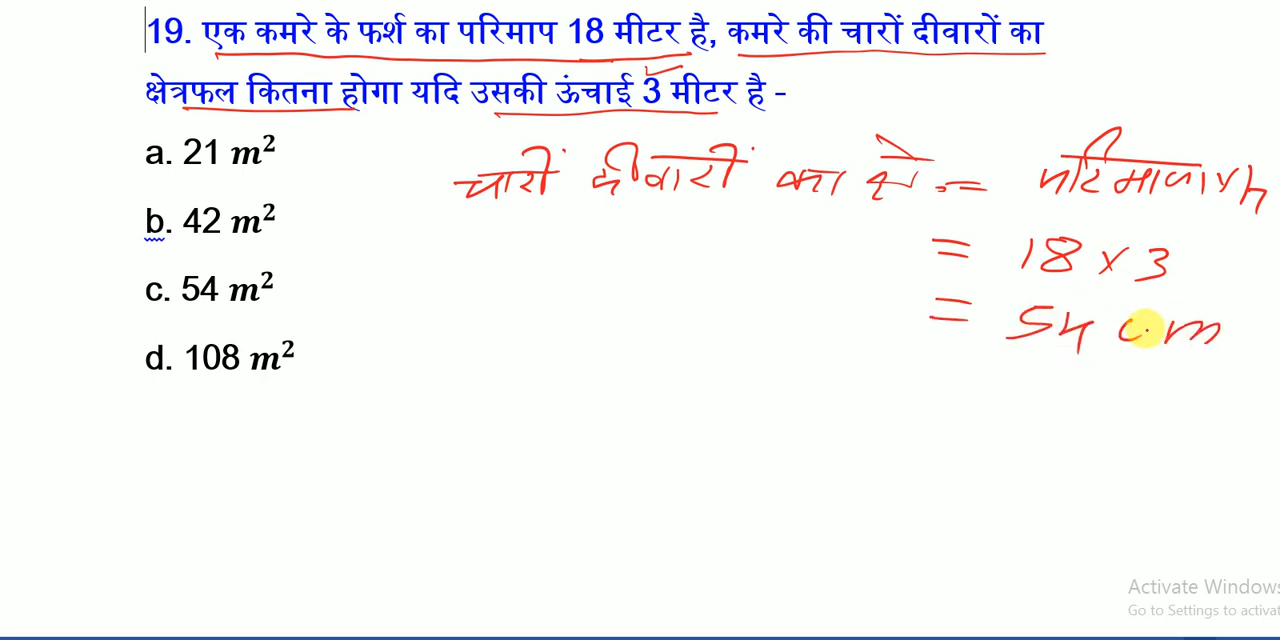 19. एक कमरे के फर्श का परिमाप 18 मीटर है, कमरे की चारों दीवारों का
क्षेत्रफल कितना होगा यदि उसकी ऊंचाई 3 मीटर है -
a. 21 m²
चारों दीवारों का क्षे. = परिमाप x h
b. 42 m²
= 18 x 3
c. 54 m²
= 54 cm
d. 108 m²
Activate Windows
Go to Settings to activat